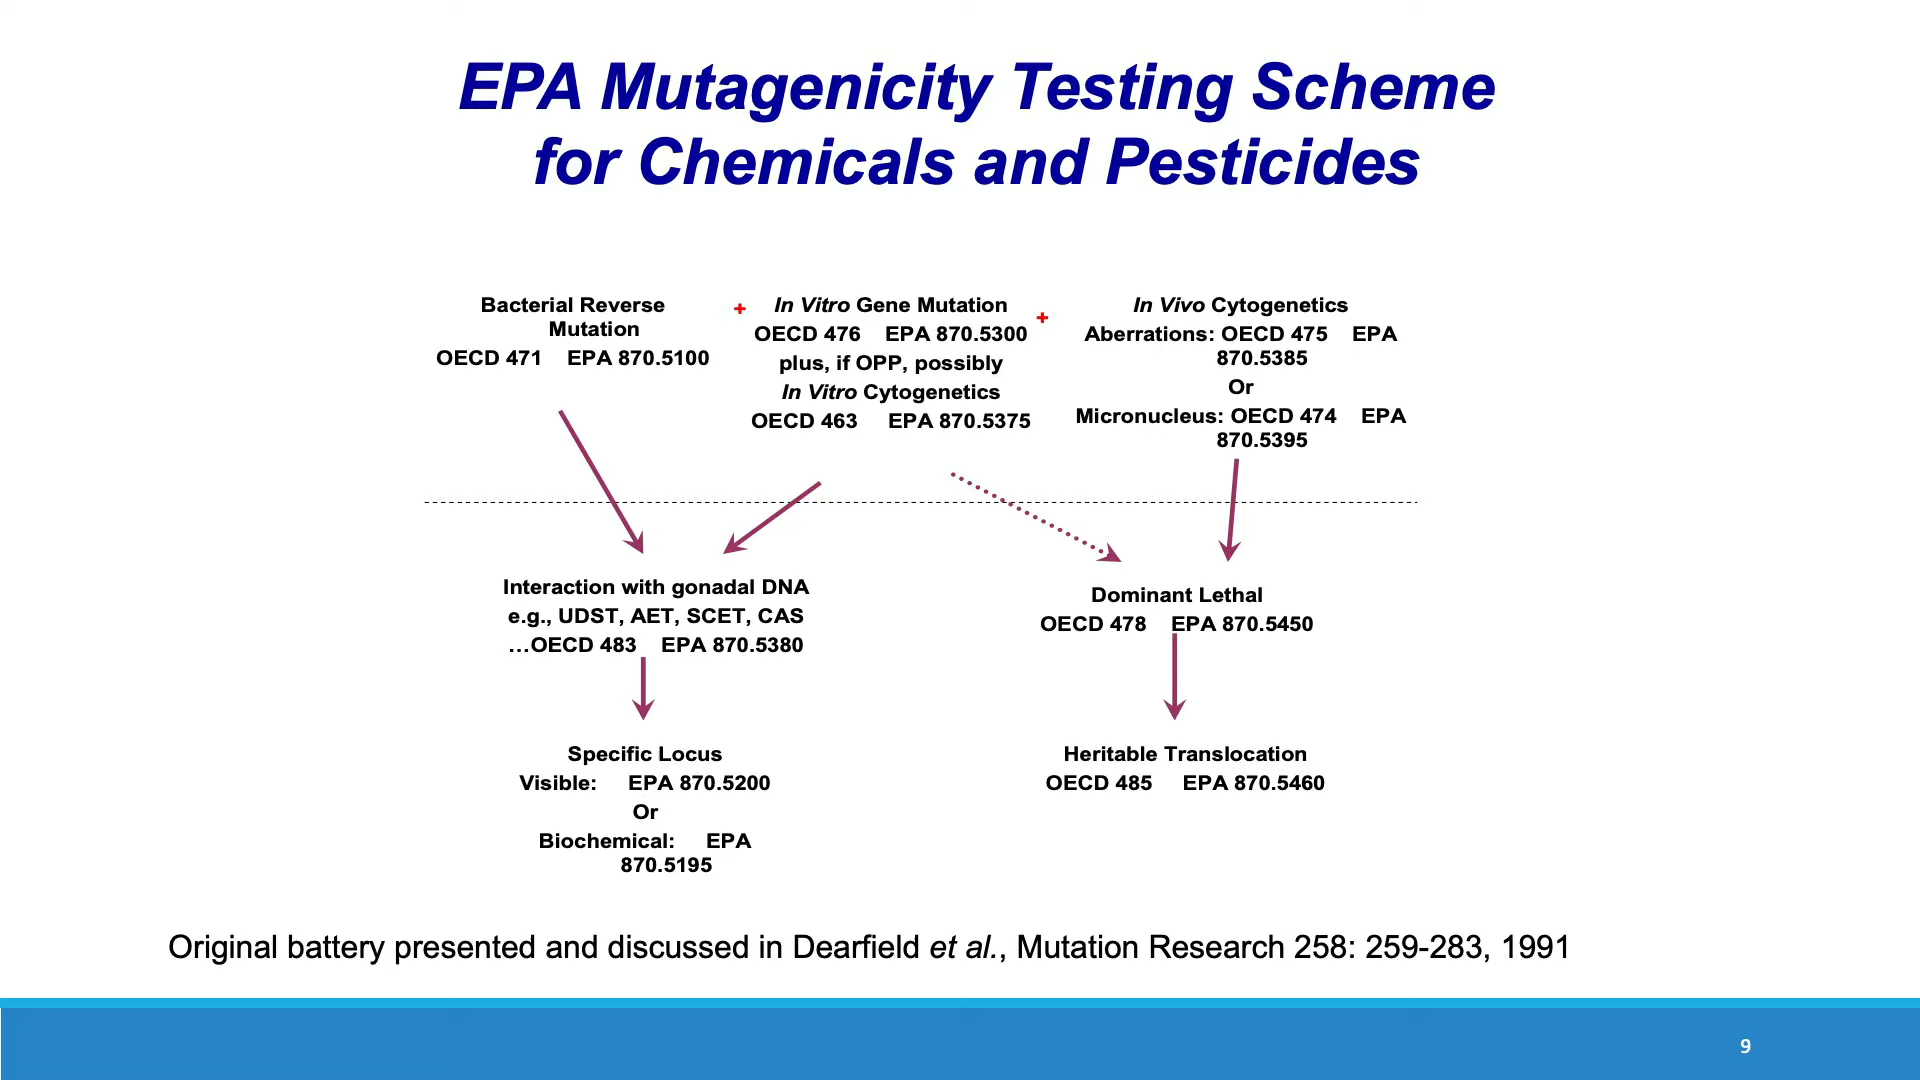 EPA Mutagenicity Testing Scheme
for Chemicals and Pesticides
Bacterial Reverse
Mutation
OECD 471 EPA 870.5100
+
In Vitro Gene Mutation
OECD 476 EPA 870.5300
plus, if OPP, possibly
In Vitro Cytogenetics
OECD 463 EPA 870.5375
+
In Vivo Cytogenetics
Aberrations: OECD 475 EPA
870.5385
Or
Micronucleus: OECD 474 EPA
870.5395
Interaction with gonadal DNA
e.g., UDST, AET, SCET, CAS
…OECD 483 EPA 870.5380
Dominant Lethal
OECD 478 EPA 870.5450
Specific Locus
Visible: EPA 870.5200
Or
Biochemical: EPA
870.5195
Heritable Translocation
OECD 485 EPA 870.5460
Original battery presented and discussed in Dearfield et al., Mutation Research 258: 259-283, 1991
9